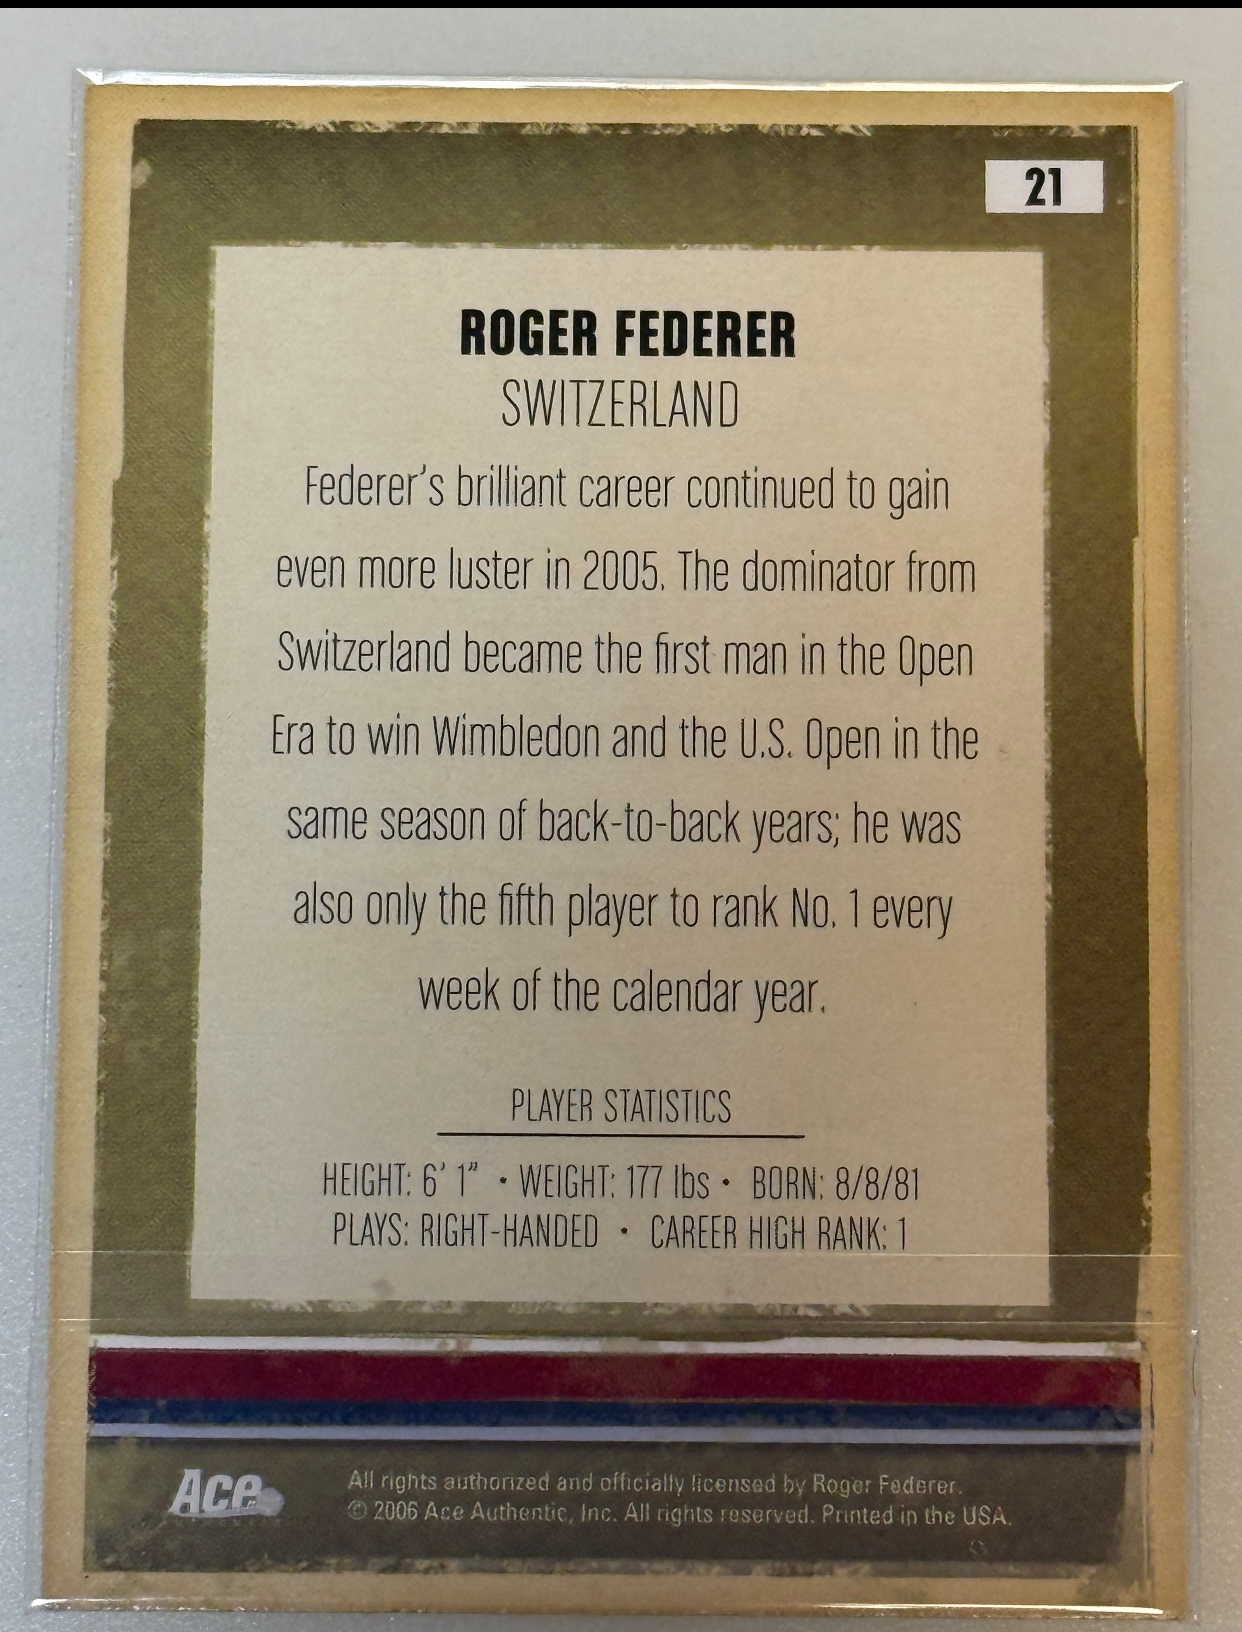 21
ROGER FEDERER
SWITZERLAND
Federer's brilliant career continued to gain
even more luster in 2005. The dominator from
Switzerland became the first man in the Open
Era to win Wimbledon and the U.S. Open in the
same season of back-to-back years; he was
also only the fifth player to rank No. 1 every
week of the calendar year.
PLAYER STATISTICS
HEIGHT: 6' 1" • WEIGHT: 177 lbs • BORN: 8/8/81
PLAYS: RIGHT-HANDED • CAREER HIGH RANK: 1
Ace
All rights authorized and officially licensed by Roger Federer.
© 2006 Ace Authentic, Inc. All rights reserved. Printed in the USA.